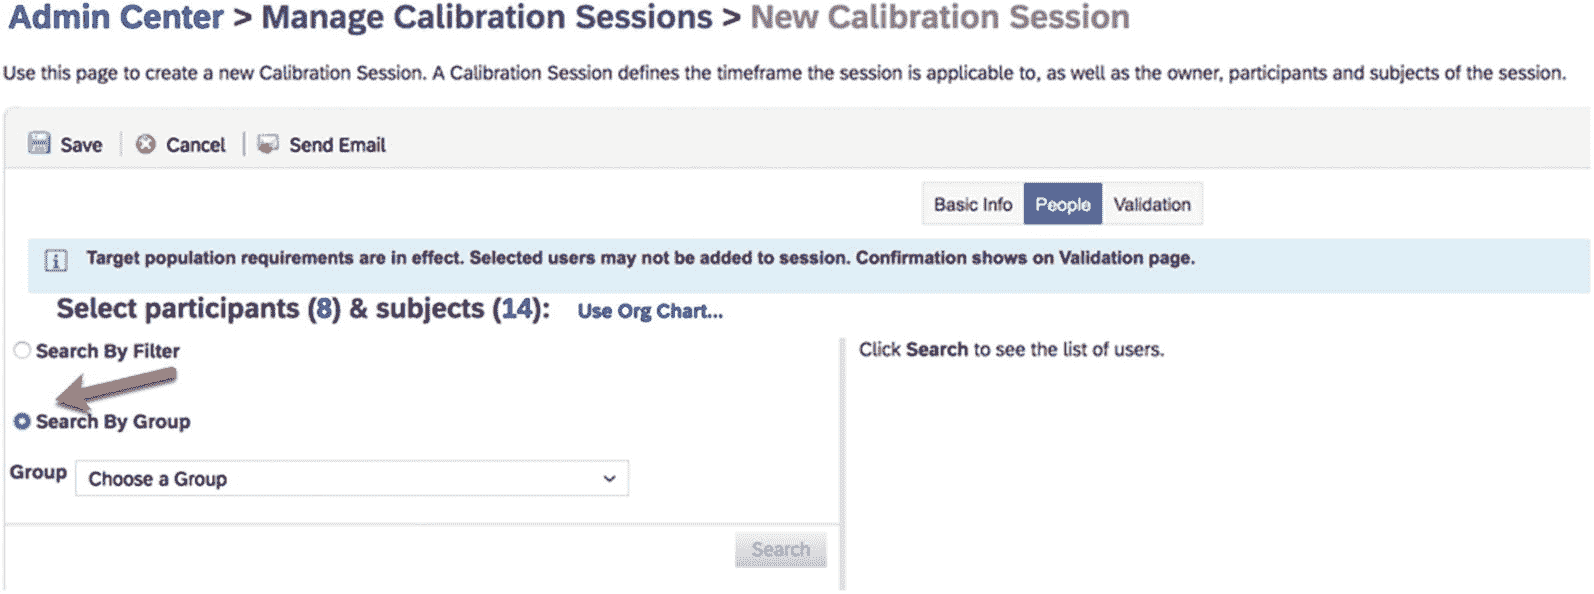 Admin Center > Manage Calibration Sessions > New Calibration Session
Use this page to create a new Calibration Session. A Calibration Session defines the timeframe the session is applicable to, as well as the owner, participants and subjects of the session.
Save Cancel Send Email
Basic Info People Validation
Target population requirements are in effect. Selected users may not be added to session. Confirmation shows on Validation page.
Select participants (8) & subjects (14): Use Org Chart...
Search By Filter
Click Search to see the list of users.
Search By Group
Group Choose a Group
Search